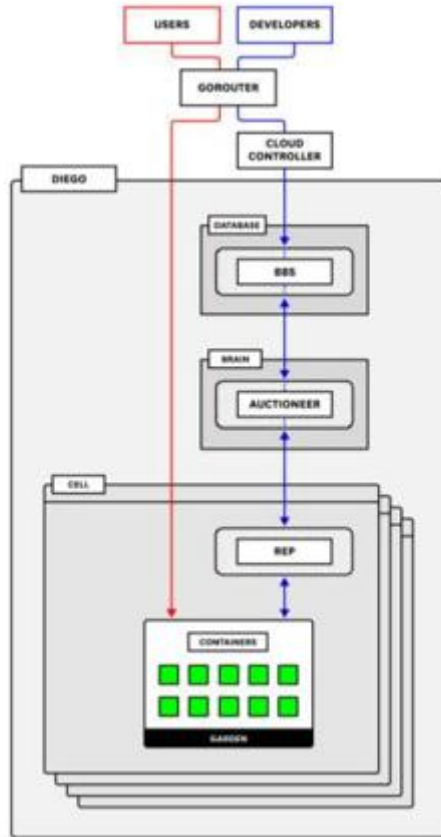 USERS
DEVELOPERS
GOROUTER
CLOUD
CONTROLLER
DIEGO
DATABASE
BBS
BRAIN
AUCTIONEER
CELL
REP
CONTAINERS
GARDEN